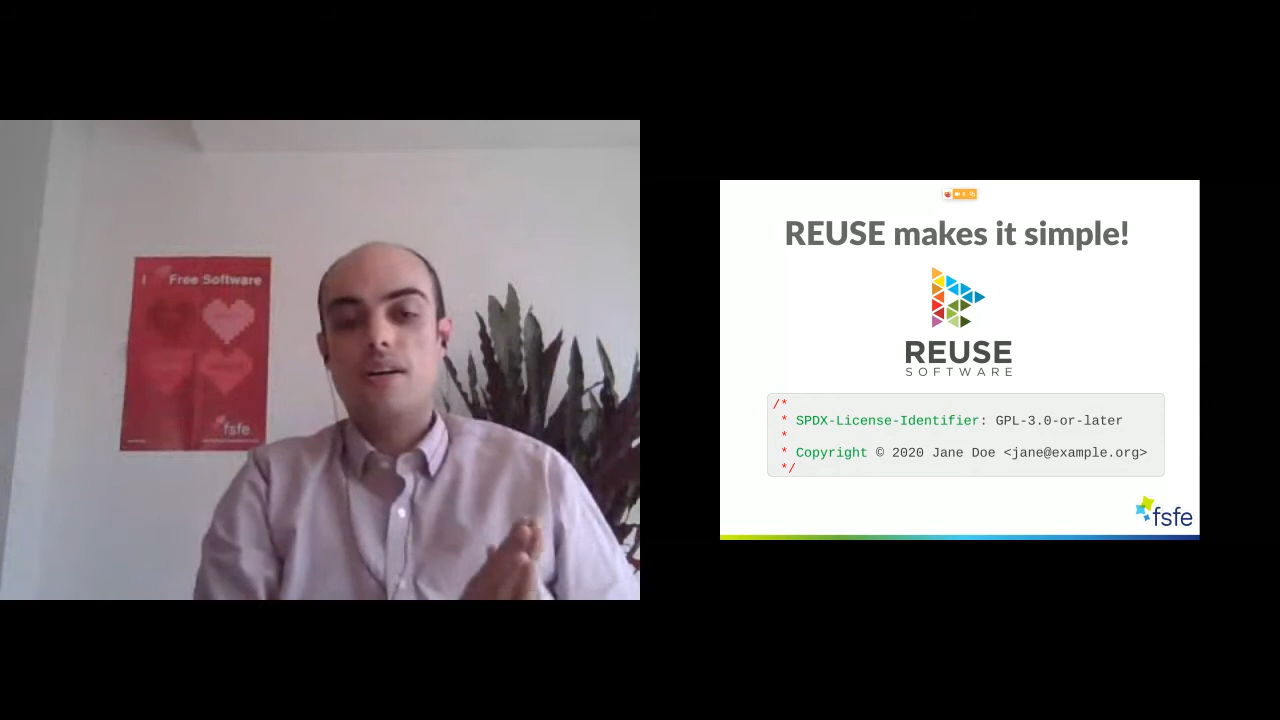 I Free Software
fsfe
REUSE makes it simple!
REUSE
SOFTWARE
/*
* SPDX-License-Identifier: GPL-3.0-or-later
*
* Copyright © 2020 Jane Doe <jane@example.org>
*/
fsfe